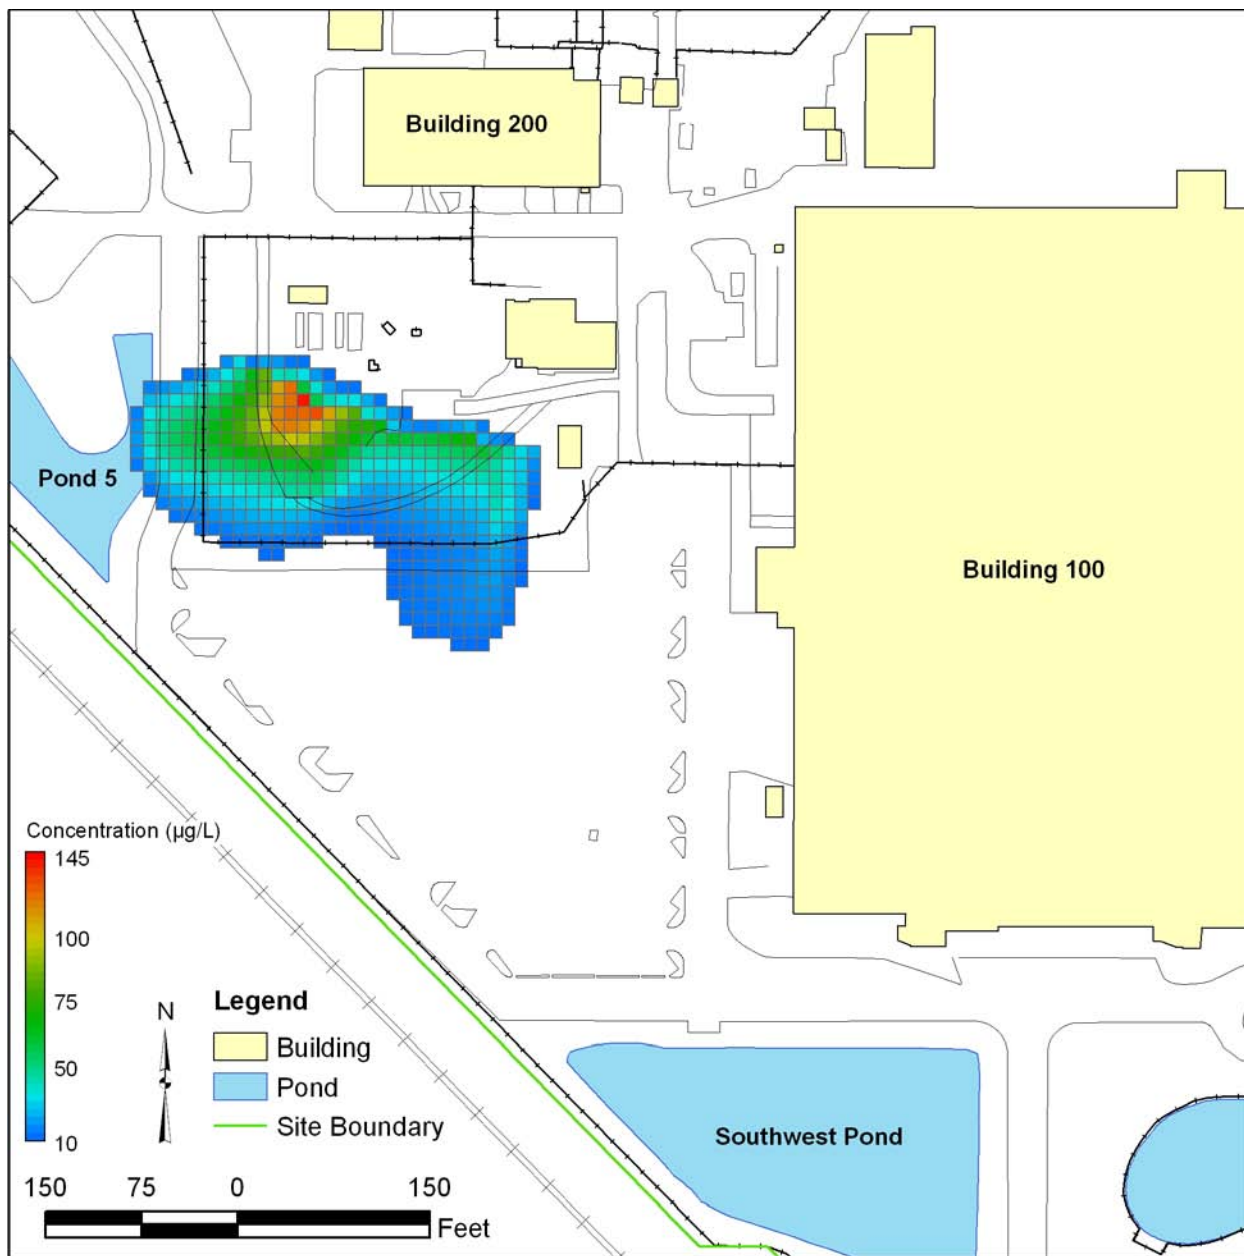 Building 200
Pond 5
Building 100
Concentration (µg/L)
145
100
75
50
10
N
Legend
Building
Pond
Site Boundary
150 75 0 150
Feet
Southwest Pond